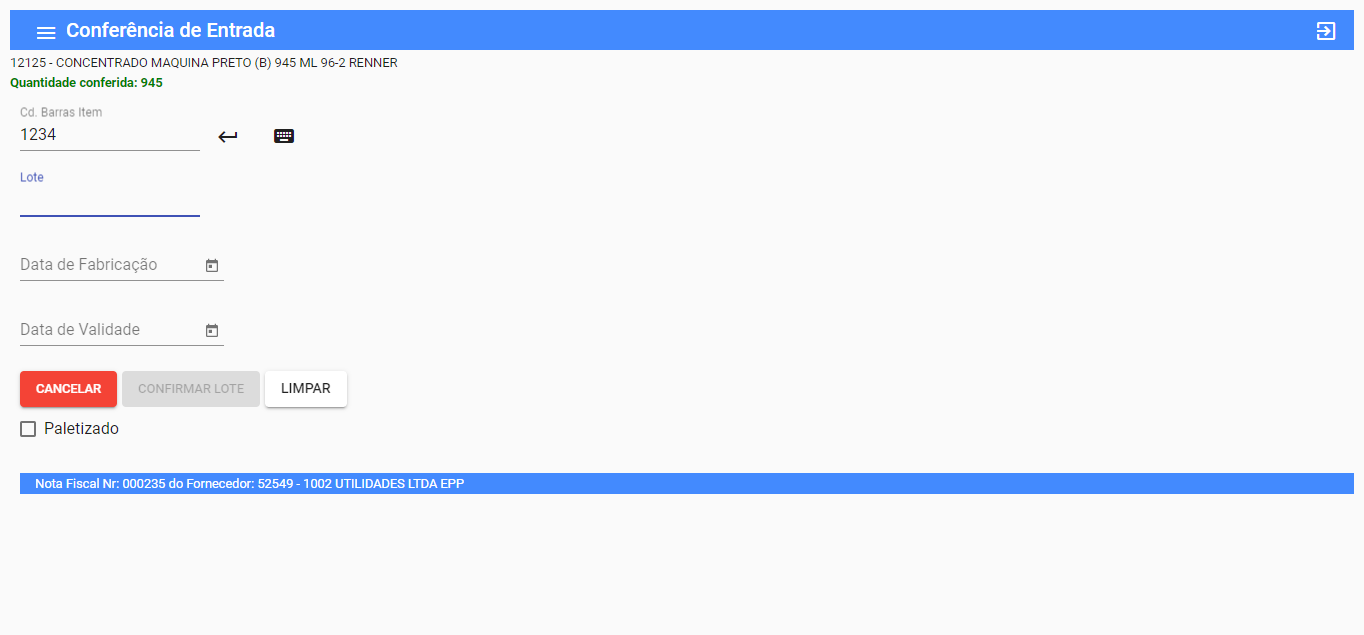 Conferência de Entrada
12125 - CONCENTRADO MAQUINA PRETO (B) 945 ML 96-2 RENNER
Quantidade conferida: 945
Cd. Barras Item
1234
Lote
Data de Fabricação
Data de Validade
CANCELAR CONFIRMAR LOTE LIMPAR
Paletizado
Nota Fiscal Nr: 000235 do Fornecedor: 52549 - 1002 UTILIDADES LTDA EPP